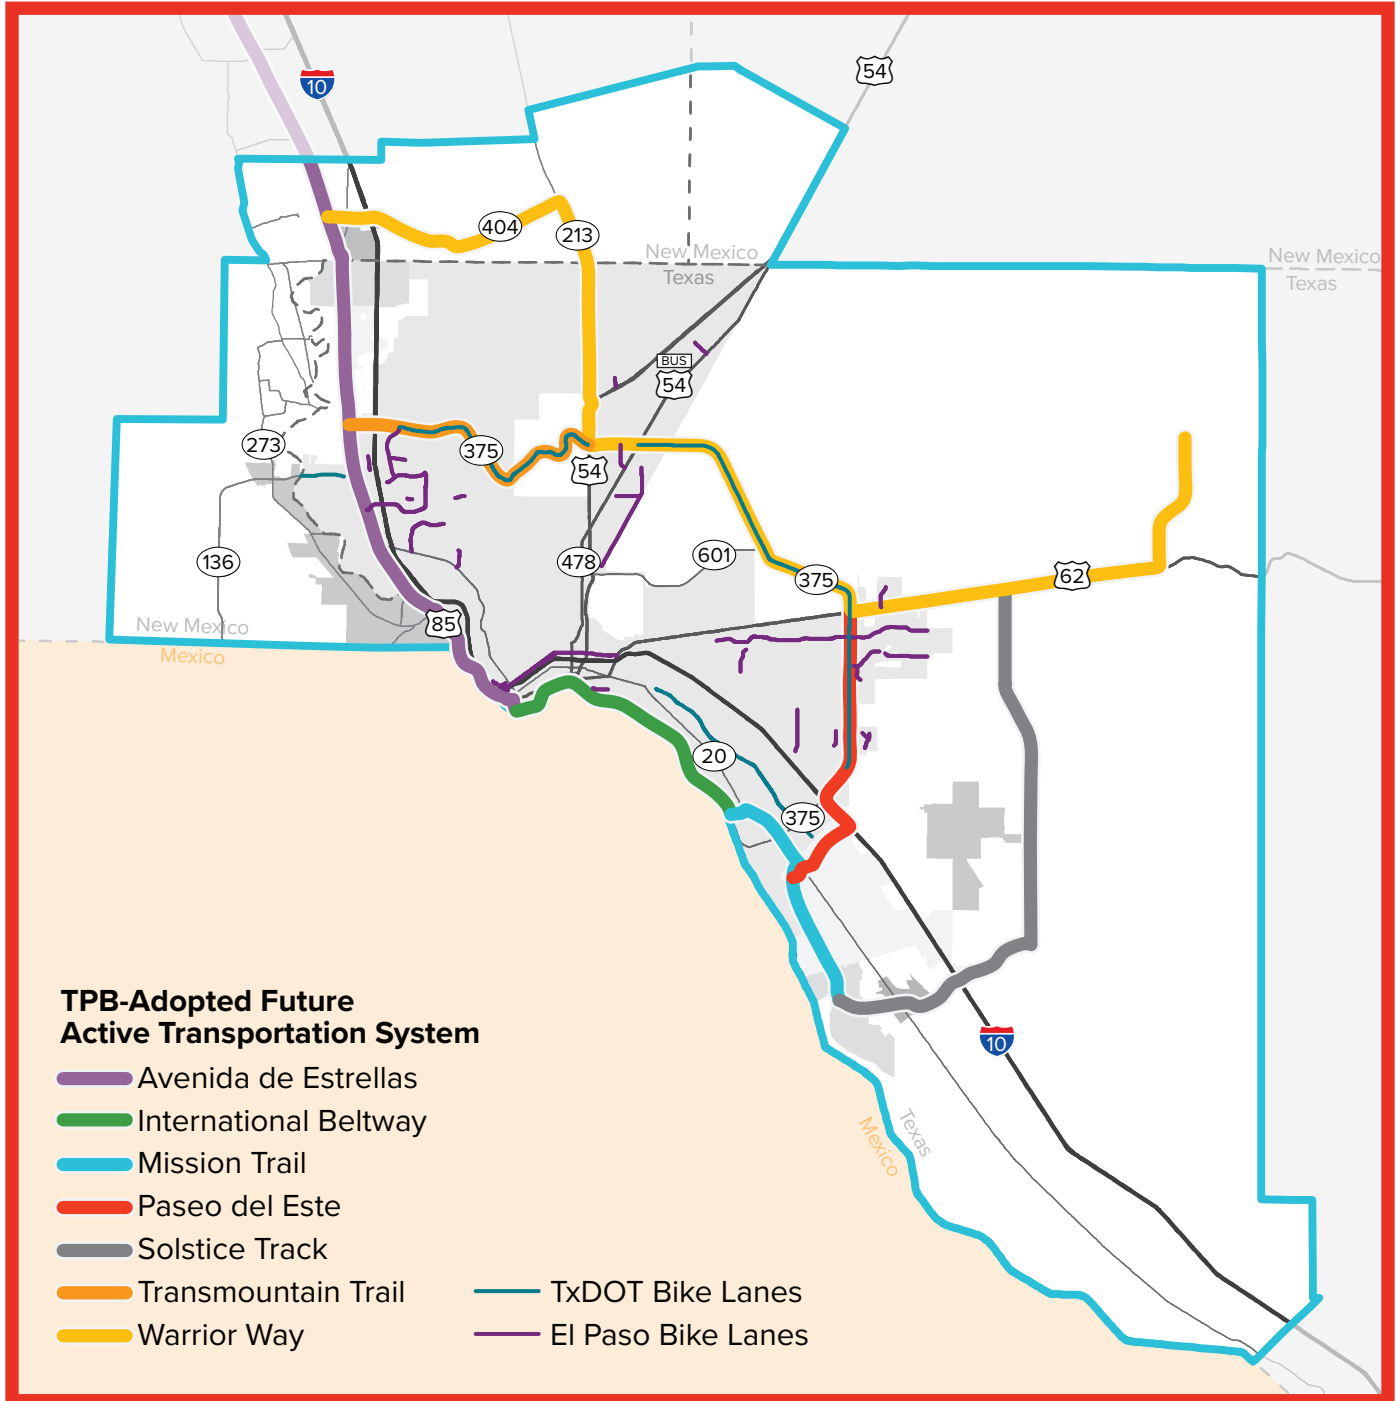 10
54
404
213
New Mexico
Texas
New Mexico
Texas
BUS
54
273
375
54
136
478
601
375
62
New Mexico
Mexico
85
20
375
10
Texas
Mexico
TPB-Adopted Future
Active Transportation System
Avenida de Estrellas
International Beltway
Mission Trail
Paseo del Este
Solstice Track
Transmountain Trail
Warrior Way
TxDOT Bike Lanes
El Paso Bike Lanes